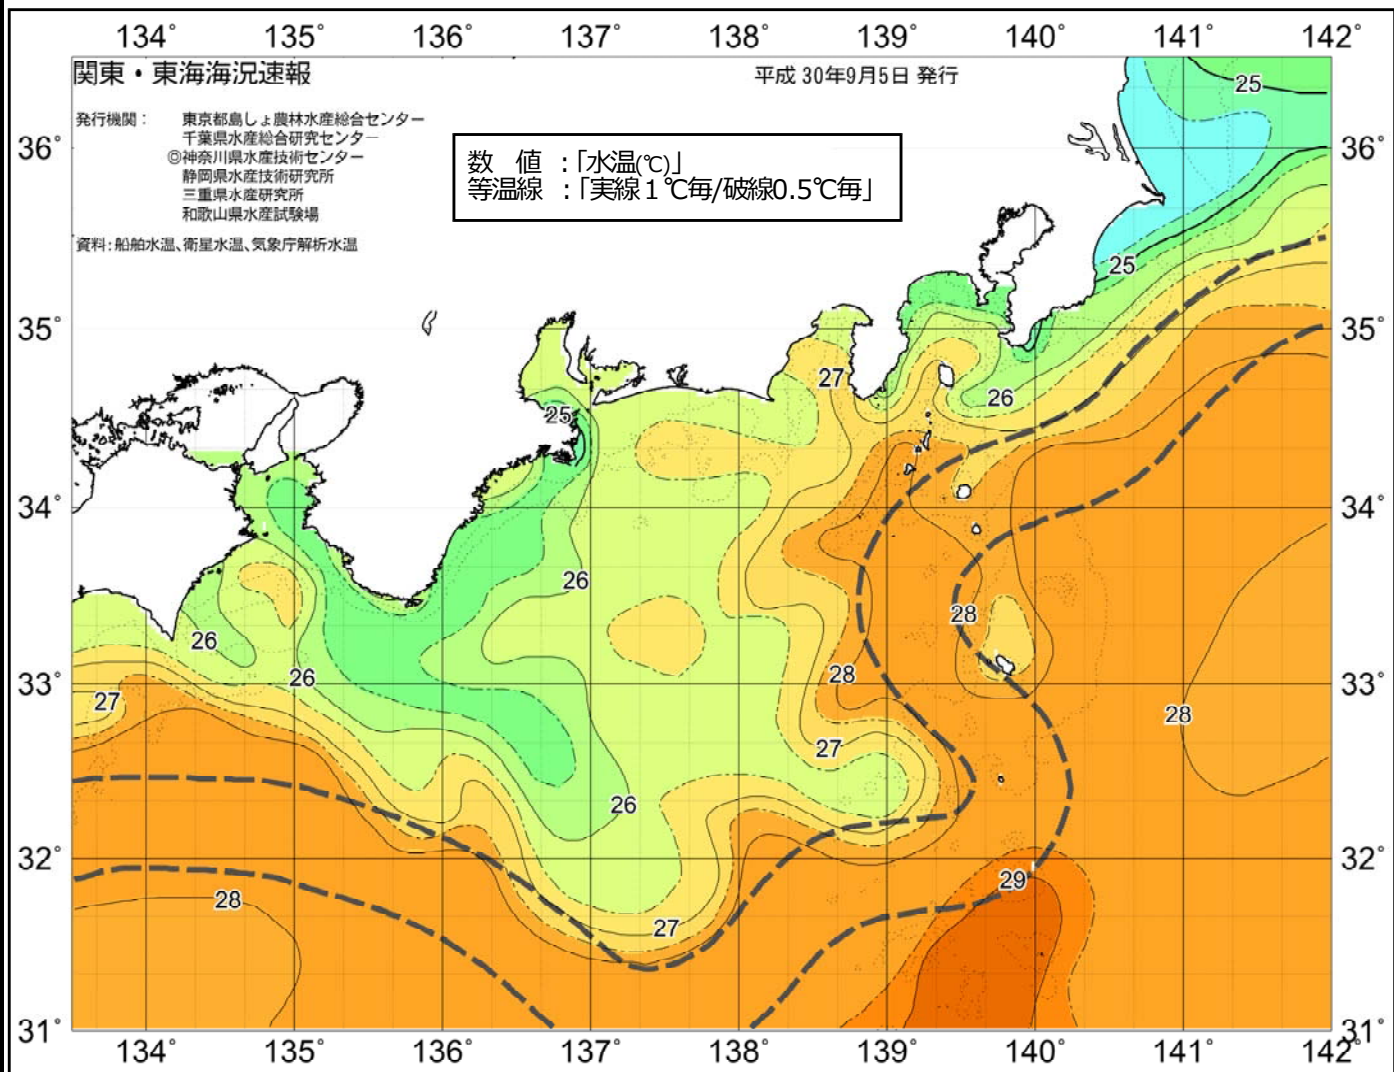 134° 135° 136° 137° 138° 139° 140° 141° 142°
関東・東海海況速報
平成 30年9月5日 発行
25
発行機関： 東京都島しょ農林水産総合センター
千葉県水産総合研究センター
◎神奈川県水産技術センター
静岡県水産技術研究所
三重県水産研究所
和歌山県水産試験場
資料：船舶水温、衛星水温、気象庁解析水温
数 値 ：「水温(℃)」
等温線 ：「実線１℃毎/破線0.5℃毎」
36° 36°
25
35° 35°
27
26
25
34° 34°
26
28
26
26
28
33° 33°
27
28
27
26
32° 32°
29
28
27
31° 31°
134° 135° 136° 137° 138° 139° 140° 141° 142°